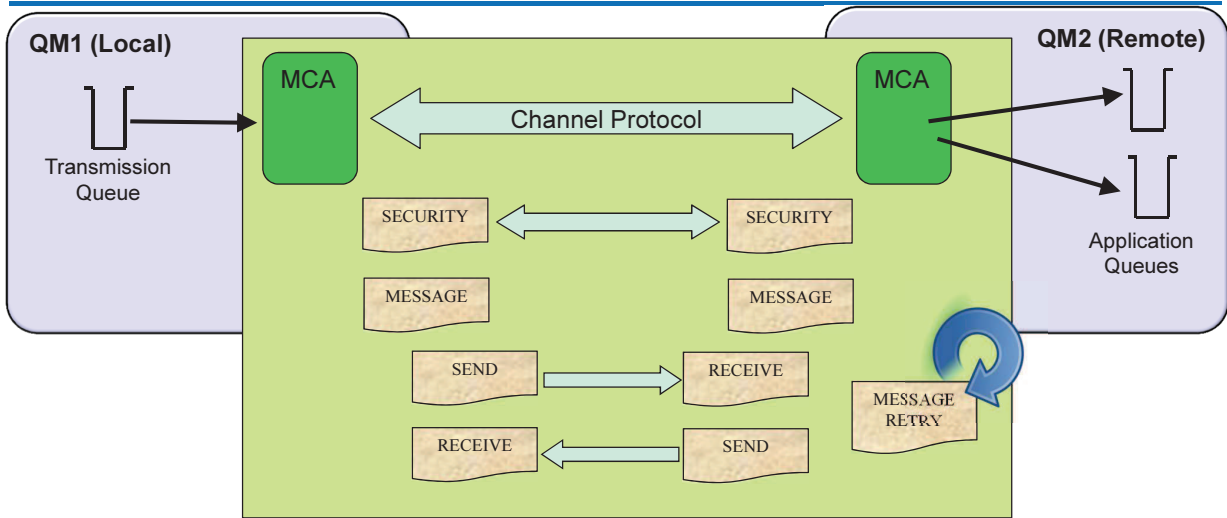 QM1 (Local)
QM2 (Remote)
MCA
MCA
Channel Protocol
Transmission
Queue
Application
Queues
SECURITY
SECURITY
MESSAGE
MESSAGE
SEND
RECEIVE
MESSAGE
RETRY
RECEIVE
SEND